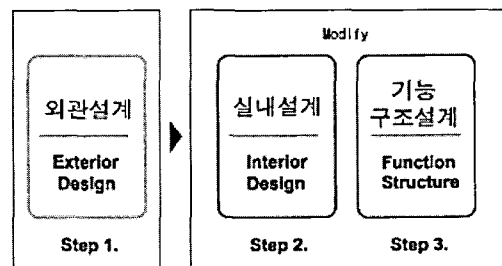 Modify
외관설계
Exterior
Design
Step 1.
실내설계
Interior
Design
Step 2.
기능
구조설계
Function
Structure
Step 3.